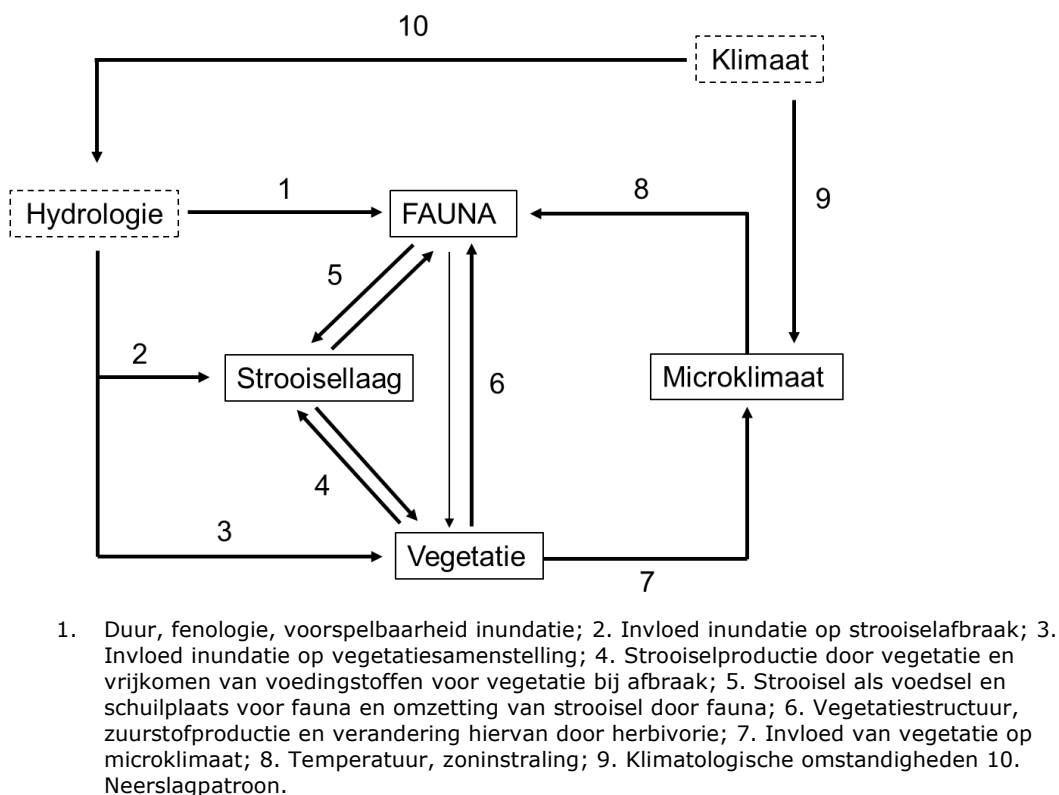 10
Klimaat
Hydrologie
1
FAUNA
8
9
5
2
Strooisellaag
6
Microklimaat
4
3
Vegetatie
7
1. Duur, fenologie, voorspelbaarheid inundatie; 2. Invloed inundatie op strooiselafbraak; 3.
Invloed inundatie op vegetatiesamenstelling; 4. Strooiselproductie door vegetatie en
vrijkomen van voedingstoffen voor vegetatie bij afbraak; 5. Strooisel als voedsel en
schuilplaats voor fauna en omzetting van strooisel door fauna; 6. Vegetatiestructuur,
zuurstofproductie en verandering hiervan door herbivorie; 7. Invloed van vegetatie op
microklimaat; 8. Temperatuur, zoninstraling; 9. Klimatologische omstandigheden 10.
Neerslagpatroon.